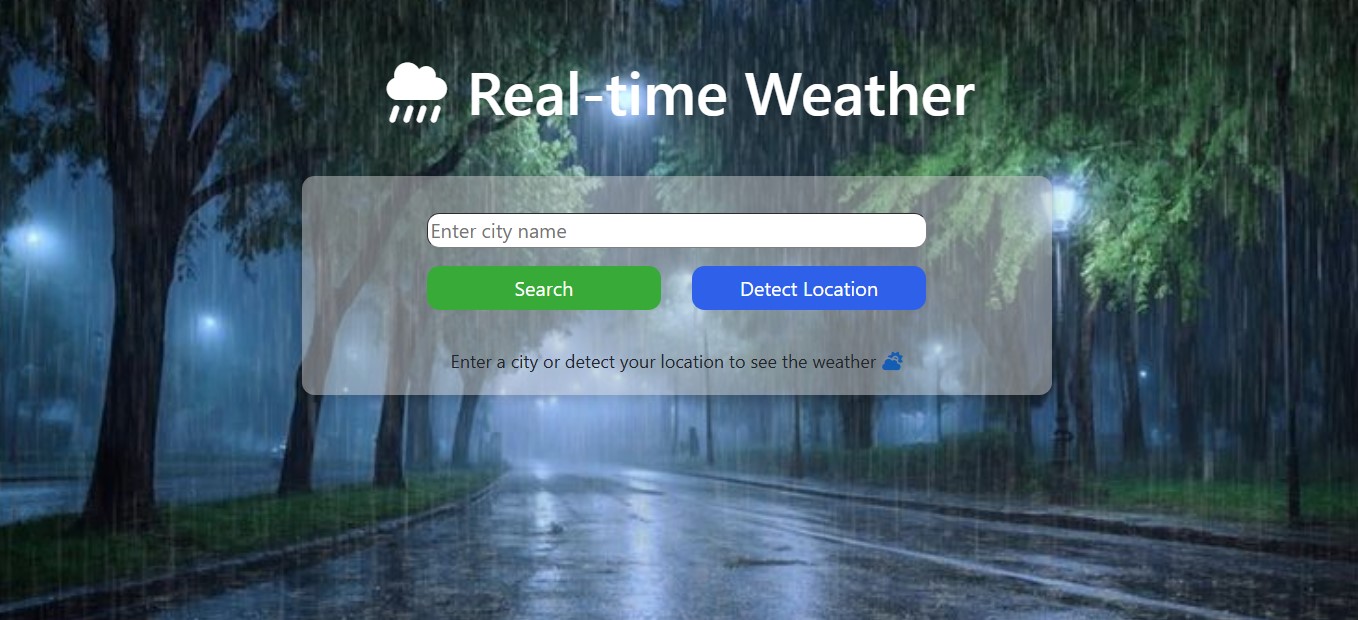 Real-time Weather
Enter city name
Search
Detect Location
Enter a city or detect your location to see the weather